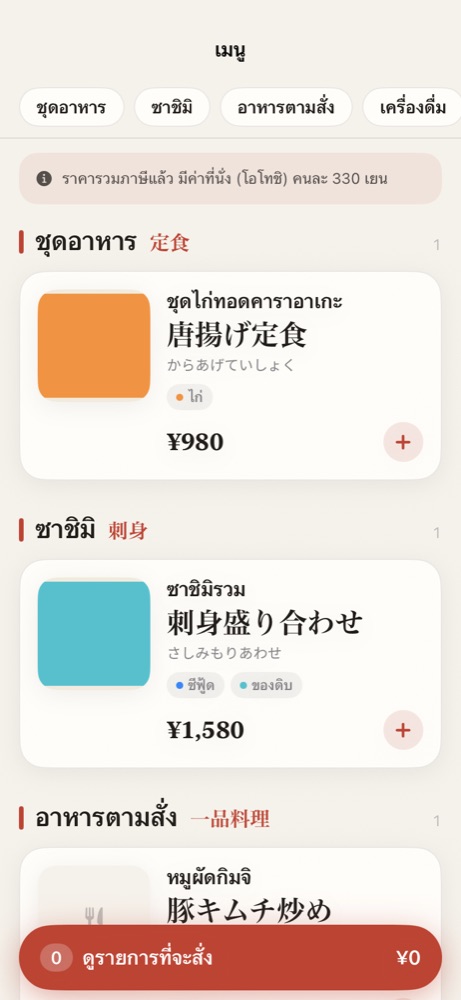 เมนู
ชุดอาหาร ซาชิมิ อาหารตามสั่ง เครื่องดื่ม
ราคารวมภาษีแล้ว มีค่าที่นั่ง (โอโทชิ) คนละ 330 เยน
ชุดอาหาร 定食 1
ชุดไก่ทอดคาราอาเกะ
唐揚げ定食
からあげていしょく
ไก่
¥980
ซาชิมิ 刺身 1
ซาชิมิรวม
刺身盛り合わせ
さしみもりあわせ
ซีฟู้ด ของดิบ
¥1,580
อาหารตามสั่ง 一品料理 1
หมูผัดกิมจิ
豚キムチ炒め
0 ดูรายการที่จะสั่ง ¥0